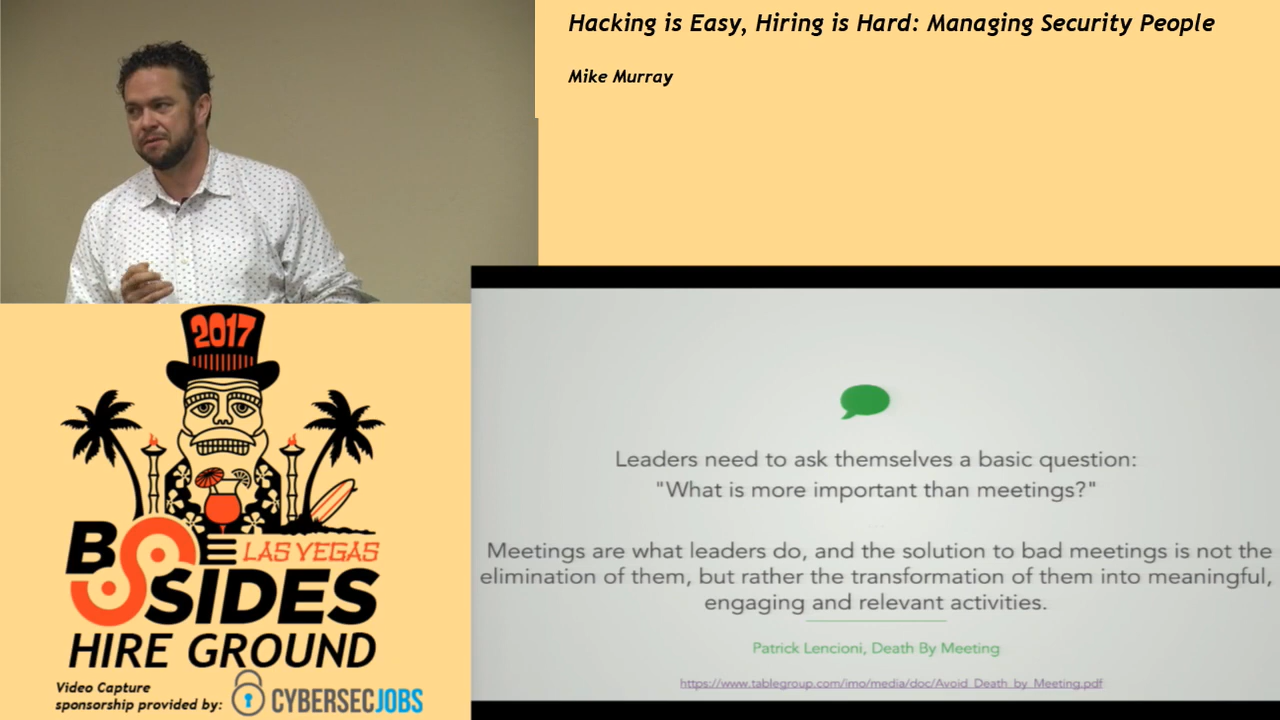 Hacking is Easy, Hiring is Hard: Managing Security People
Mike Murray
2017
BSIDES
LAS VEGAS
HIRE GROUND
Video Capture
sponsorship provided by:
CYBERSECJOBS
Leaders need to ask themselves a basic question:
"What is more important than meetings?"
Meetings are what leaders do, and the solution to bad meetings is not the
elimination of them, but rather the transformation of them into meaningful,
engaging and relevant activities.
Patrick Lencioni, Death By Meeting
https://www.tablegroup.com/imo/media/doc/Avoid_Death_by_Meeting.pdf